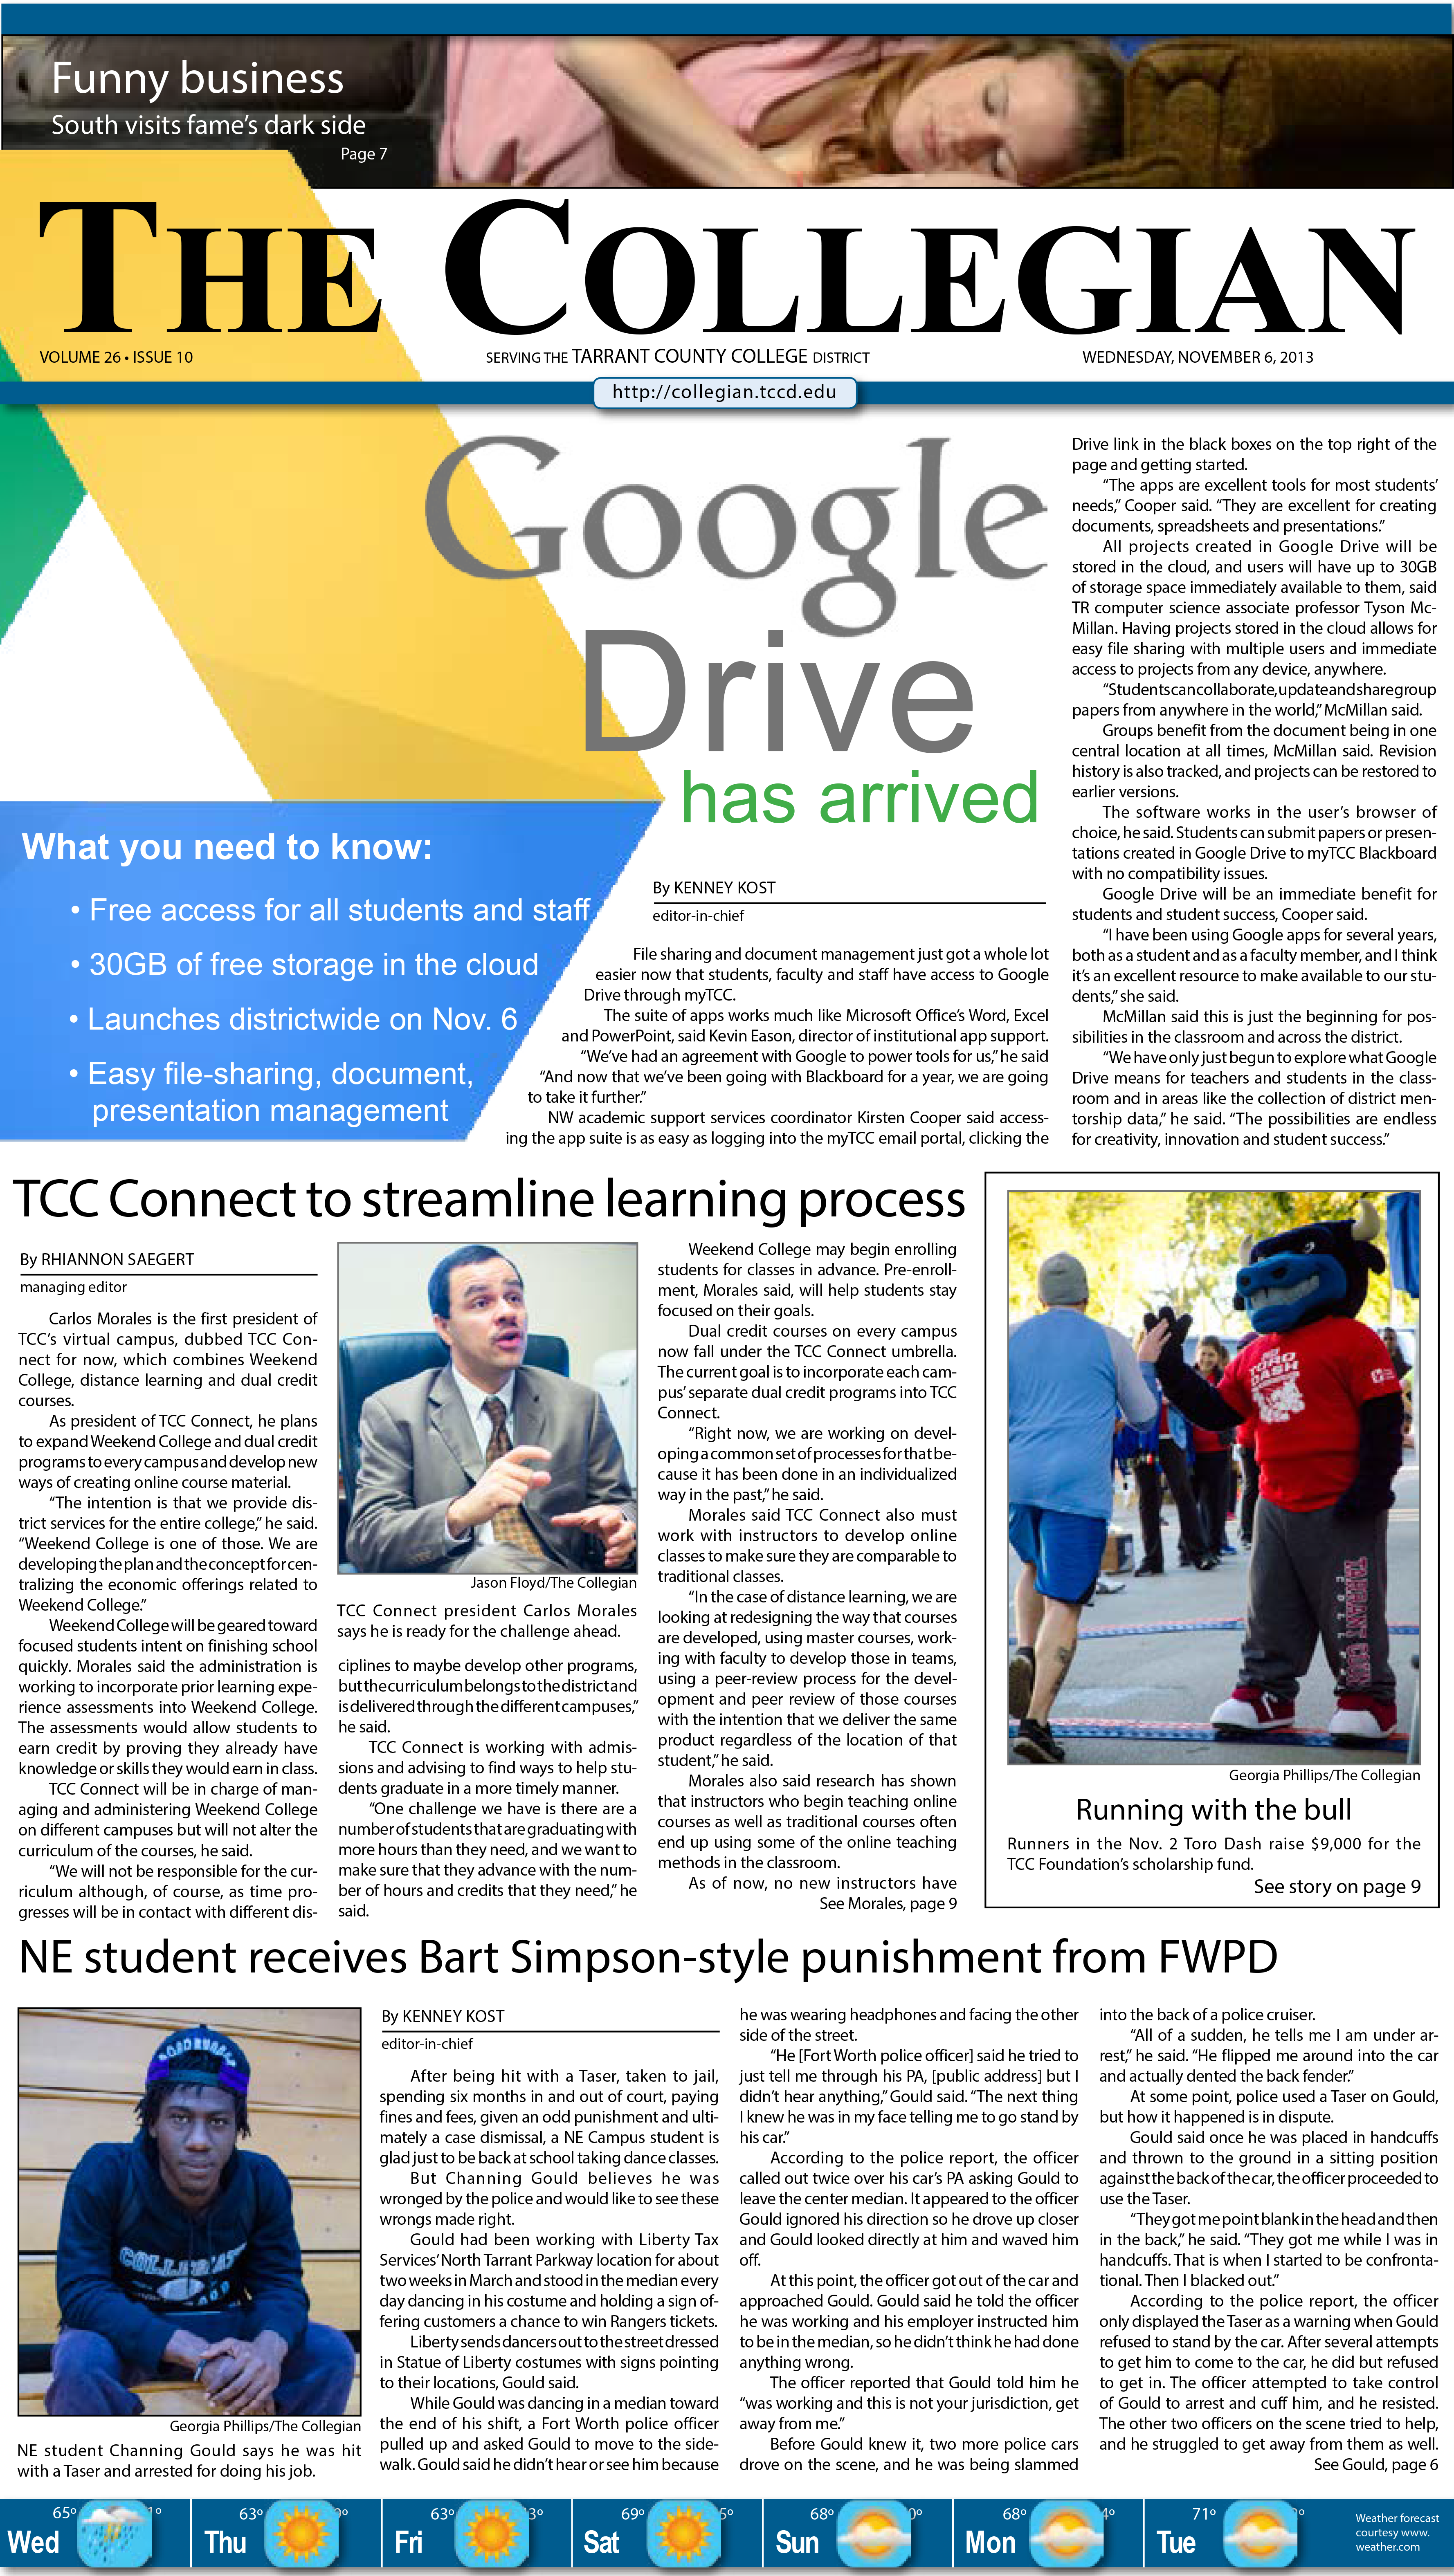 Funny business
South visits fame's dark side
Page 7
THE COLLEGIAN
VOLUME 26 • ISSUE 10
SERVING THE TARRANT COUNTY COLLEGE DISTRICT
WEDNESDAY, NOVEMBER 6, 2013
http://collegian.tccd.edu
Google
Drive
has arrived
What you need to know:
• Free access for all students and staff
• 30GB of free storage in the cloud
• Launches districtwide on Nov. 6
• Easy file-sharing, document,
presentation management
By KENNEY KOST
editor-in-chief
File sharing and document management just got a whole lot
easier now that students, faculty and staff have access to Google
Drive through myTCC.
The suite of apps works much like Microsoft Office's Word, Excel
and PowerPoint, said Kevin Eason, director of institutional app support.
"We've had an agreement with Google to power tools for us," he said
"And now that we've been going with Blackboard for a year, we are going
to take it further."
NW academic support services coordinator Kirsten Cooper said access-
ing the app suite is as easy as logging into the myTCC email portal, clicking the
Drive link in the black boxes on the top right of the
page and getting started.
"The apps are excellent tools for most students'
needs," Cooper said. "They are excellent for creating
documents, spreadsheets and presentations."
All projects created in Google Drive will be
stored in the cloud, and users will have up to 30GB
of storage space immediately available to them, said
TR computer science associate professor Tyson Mc-
Millan. Having projects stored in the cloud allows for
easy file sharing with multiple users and immediate
access to projects from any device, anywhere.
"Students can collaborate, update and share group
papers from anywhere in the world," McMillan said.
Groups benefit from the document being in one
central location at all times, McMillan said. Revision
history is also tracked, and projects can be restored to
earlier versions.
The software works in the user's browser of
choice, he said. Students can submit papers or presen-
tations created in Google Drive to myTCC Blackboard
with no compatibility issues.
Google Drive will be an immediate benefit for
students and student success, Cooper said.
"I have been using Google apps for several years,
both as a student and as a faculty member, and I think
it's an excellent resource to make available to our stu-
dents," she said.
McMillan said this is just the beginning for pos-
sibilities in the classroom and across the district.
"We have only just begun to explore what Google
Drive means for teachers and students in the class-
room and in areas like the collection of district men-
torship data," he said. "The possibilities are endless
for creativity, innovation and student success."
TCC Connect to streamline learning process
By RHIANNON SAEGERT
managing editor
Carlos Morales is the first president of
TCC's virtual campus, dubbed TCC Con-
nect for now, which combines Weekend
College, distance learning and dual credit
courses.
As president of TCC Connect, he plans
to expand Weekend College and dual credit
programs to every campus and develop new
ways of creating online course material.
"The intention is that we provide dis-
trict services for the entire college," he said.
"Weekend College is one of those. We are
developing the plan and the concept for cen-
tralizing the economic offerings related to
Weekend College."
Weekend College will be geared toward
focused students intent on finishing school
quickly. Morales said the administration is
working to incorporate prior learning expe-
rience assessments into Weekend College.
The assessments would allow students to
earn credit by proving they already have
knowledge or skills they would earn in class.
TCC Connect will be in charge of man-
aging and administering Weekend College
on different campuses but will not alter the
curriculum of the courses, he said.
"We will not be responsible for the cur-
riculum although, of course, as time pro-
gresses will be in contact with different dis-
Jason Floyd/The Collegian
TCC Connect president Carlos Morales
says he is ready for the challenge ahead.
ciplines to maybe develop other programs,
but the curriculum belongs to the district and
is delivered through the different campuses,"
he said.
TCC Connect is working with admis-
sions and advising to find ways to help stu-
dents graduate in a more timely manner.
"One challenge we have is there are a
number of students that are graduating with
more hours than they need, and we want to
make sure that they advance with the num-
ber of hours and credits that they need," he
said.
Weekend College may begin enrolling
students for classes in advance. Pre-enroll-
ment, Morales said, will help students stay
focused on their goals.
Dual credit courses on every campus
now fall under the TCC Connect umbrella.
The current goal is to incorporate each cam-
pus' separate dual credit programs into TCC
Connect.
"Right now, we are working on devel-
oping a common set of processes for that be-
cause it has been done in an individualized
way in the past," he said.
Morales said TCC Connect also must
work with instructors to develop online
classes to make sure they are comparable to
traditional classes.
"In the case of distance learning, we are
looking at redesigning the way that courses
are developed, using master courses, work-
ing with faculty to develop those in teams,
using a peer-review process for the devel-
opment and peer review of those courses
with the intention that we deliver the same
product regardless of the location of that
student," he said.
Morales also said research has shown
that instructors who begin teaching online
courses as well as traditional courses often
end up using some of the online teaching
methods in the classroom.
As of now, no new instructors have
See Morales, page 9
TORO
DASH
TARRANT COUNTY
Georgia Phillips/The Collegian
Running with the bull
Runners in the Nov. 2 Toro Dash raise $9,000 for the
TCC Foundation's scholarship fund.
See story on page 9
NE student receives Bart Simpson-style punishment from FWPD
Georgia Phillips/The Collegian
NE student Channing Gould says he was hit
with a Taser and arrested for doing his job.
By KENNEY KOST
editor-in-chief
After being hit with a Taser, taken to jail,
spending six months in and out of court, paying
fines and fees, given an odd punishment and ulti-
mately a case dismissal, a NE Campus student is
glad just to be back at school taking dance classes.
But Channing Gould believes he was
wronged by the police and would like to see these
wrongs made right.
Gould had been working with Liberty Tax
Services' North Tarrant Parkway location for about
two weeks in March and stood in the median every
day dancing in his costume and holding a sign of-
fering customers a chance to win Rangers tickets.
Liberty sends dancers out to the street dressed
in Statue of Liberty costumes with signs pointing
to their locations, Gould said.
While Gould was dancing in a median toward
the end of his shift, a Fort Worth police officer
pulled up and asked Gould to move to the side-
walk. Gould said he didn't hear or see him because
he was wearing headphones and facing the other
side of the street.
"He [Fort Worth police officer] said he tried to
just tell me through his PA, [public address] but I
didn't hear anything," Gould said. "The next thing
I knew he was in my face telling me to go stand by
his car."
According to the police report, the officer
called out twice over his car's PA asking Gould to
leave the center median. It appeared to the officer
Gould ignored his direction so he drove up closer
and Gould looked directly at him and waved him
off.
At this point, the officer got out of the car and
approached Gould. Gould said he told the officer
he was working and his employer instructed him
to be in the median, so he didn't think he had done
anything wrong.
The officer reported that Gould told him he
"was working and this is not your jurisdiction, get
away from me."
Before Gould knew it, two more police cars
drove on the scene, and he was being slammed
into the back of a police cruiser.
"All of a sudden, he tells me I am under ar-
rest," he said. "He flipped me around into the car
and actually dented the back fender."
At some point, police used a Taser on Gould,
but how it happened is in dispute.
Gould said once he was placed in handcuffs
and thrown to the ground in a sitting position
against the back of the car, the officer proceeded to
use the Taser.
"They got me point blank in the head and then
in the back," he said. "They got me while I was in
handcuffs. That is when I started to be confronta-
tional. Then I blacked out."
According to the police report, the officer
only displayed the Taser as a warning when Gould
refused to stand by the car. After several attempts
to get him to come to the car, he did but refused
to get in. The officer attempted to take control
of Gould to arrest and cuff him, and he resisted.
The other two officers on the scene tried to help,
and he struggled to get away from them as well.
See Gould, page 6
65º
Wed
63º
Thu
63º
Fri
69º
Sat
68º
Sun
68º
Mon
71º
Tue
Weather forecast
courtesy www.
weather.com